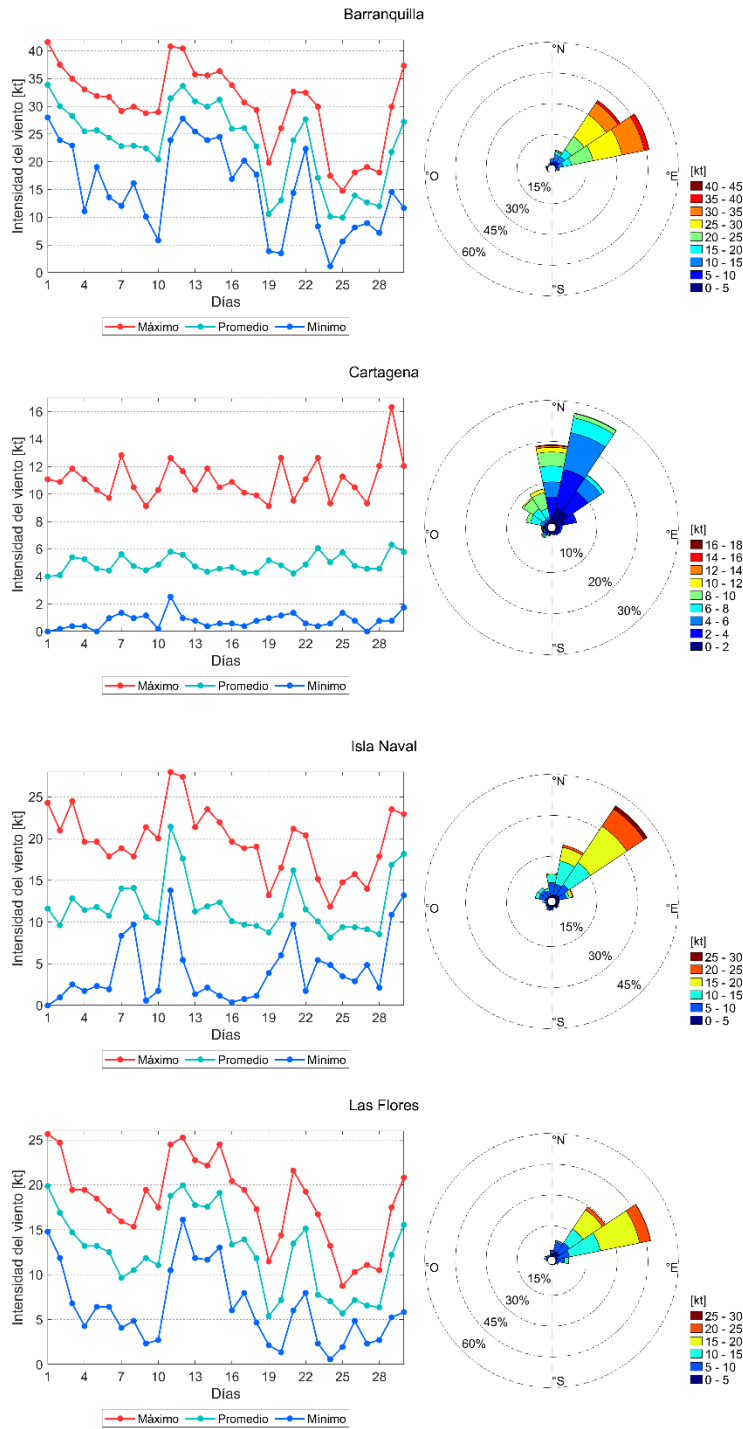 Barranquilla
Intensidad del viento [kt]
40
35
30
25
20
15
10
5
0
1 4 7 10 13 16 19 22 25 28
Días
Máximo Promedio Mínimo
°N
°O
°E
°S
15%
30%
45%
60%
[kt]
40 - 45
35 - 40
30 - 35
25 - 30
20 - 25
15 - 20
10 - 15
5 - 10
0 - 5
Cartagena
Intensidad del viento [kt]
16
14
12
10
8
6
4
2
0
1 4 7 10 13 16 19 22 25 28
Días
Máximo Promedio Mínimo
°N
°O
°E
°S
10%
20%
30%
[kt]
16 - 18
14 - 16
12 - 14
10 - 12
8 - 10
6 - 8
4 - 6
2 - 4
0 - 2
Isla Naval
Intensidad del viento [kt]
25
20
15
10
5
0
1 4 7 10 13 16 19 22 25 28
Días
Máximo Promedio Mínimo
°N
°O
°E
°S
15%
30%
45%
[kt]
25 - 30
20 - 25
15 - 20
10 - 15
5 - 10
0 - 5
Las Flores
Intensidad del viento [kt]
25
20
15
10
5
0
1 4 7 10 13 16 19 22 25 28
Días
Máximo Promedio Mínimo
°N
°O
°E
°S
15%
30%
45%
60%
[kt]
25 - 30
20 - 25
15 - 20
10 - 15
5 - 10
0 - 5